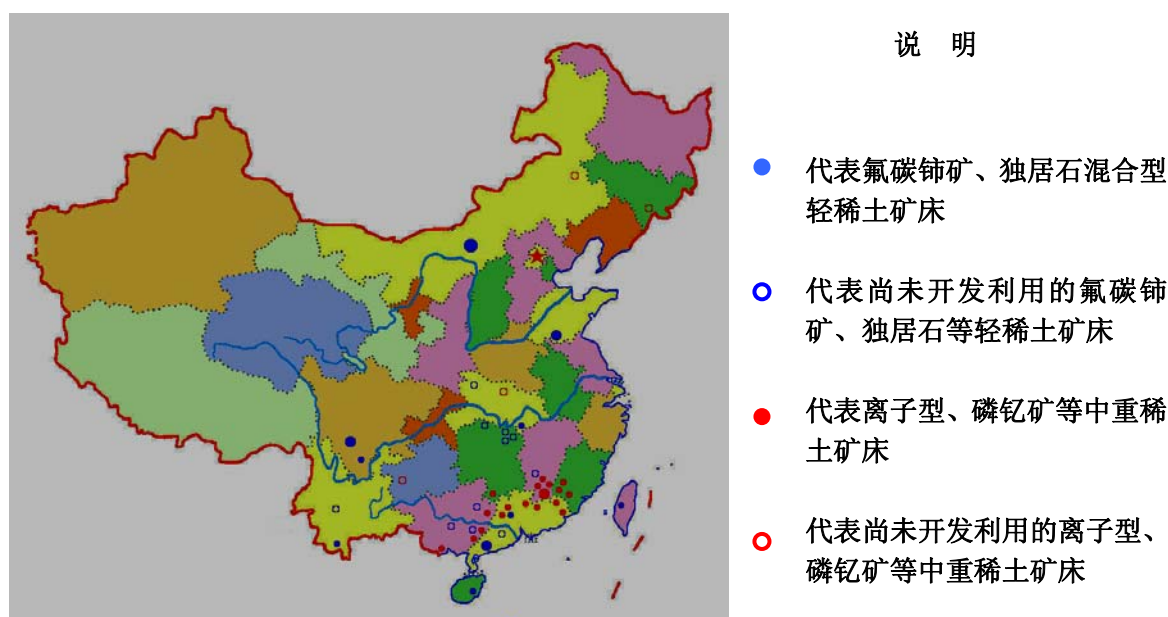 说 明
代表氟碳铈矿、独居石混合型
轻稀土矿床
代表尚未开发利用的氟碳铈
矿、独居石等轻稀土矿床
代表离子型、磷钇矿等中重稀
土矿床
代表尚未开发利用的离子型、
磷钇矿等中重稀土矿床